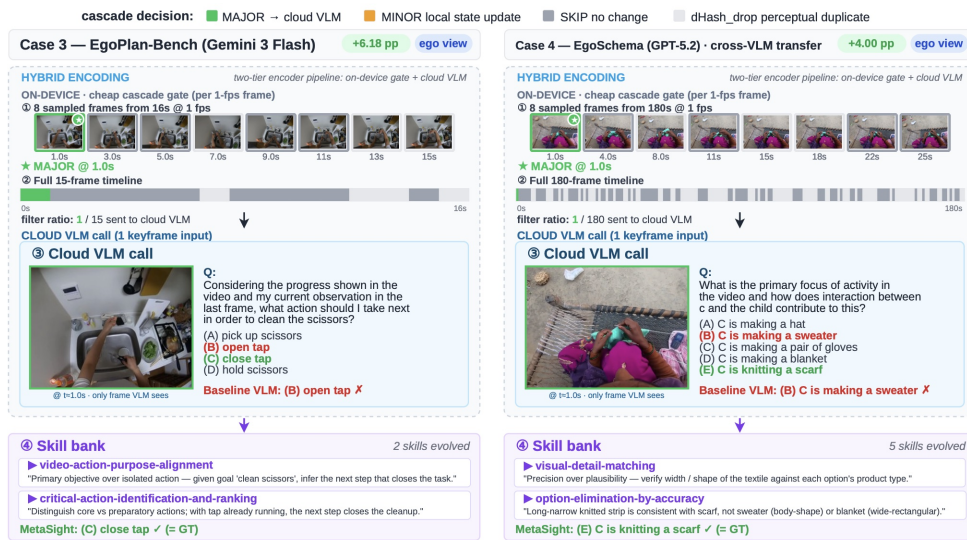 cascade decision: MAJOR → cloud VLM MINOR local state update SKIP no change dHash_drop perceptual duplicate
Case 3 — EgoPlan-Bench (Gemini 3 Flash) +6.18 pp ego view
HYBRID ENCODING two-tier encoder pipeline: on-device gate + cloud VLM
ON-DEVICE · cheap cascade gate (per 1-fps frame)
① 8 sampled frames from 16s @ 1 fps
1.0s 3.0s 5.0s 7.0s 9.0s 11s 13s 15s
★ MAJOR @ 1.0s
② Full 15-frame timeline
0s 16s
filter ratio: 1 / 15 sent to cloud VLM
CLOUD VLM call (1 keyframe input)
③ Cloud VLM call
Q:
Considering the progress shown in the
video and my current observation in the
last frame, what action should I take next
in order to clean the scissors?
(A) pick up scissors
(B) open tap
(C) close tap
(D) hold scissors
Baseline VLM: (B) open tap ✗
@ t=1.0s · only frame VLM sees
④ Skill bank 2 skills evolved
▶ video-action-purpose-alignment
"Primary objective over isolated action — given goal 'clean scissors', infer the next step that closes the task."
▶ critical-action-identification-and-ranking
"Distinguish core vs preparatory actions; with tap already running, the next step closes the cleanup."
MetaSight: (C) close tap ✓ (= GT)
Case 4 — EgoSchema (GPT-5.2) · cross-VLM transfer +4.00 pp ego view
HYBRID ENCODING two-tier encoder pipeline: on-device gate + cloud VLM
ON-DEVICE · cheap cascade gate (per 1-fps frame)
① 8 sampled frames from 180s @ 1 fps
1.0s 4.0s 8.0s 11s 15s 18s 22s 25s
★ MAJOR @ 1.0s
② Full 180-frame timeline
0s 180s
filter ratio: 1 / 180 sent to cloud VLM
CLOUD VLM call (1 keyframe input)
③ Cloud VLM call
Q:
What is the primary focus of activity in
the video and how does interaction between
c and the child contribute to this?
(A) C is making a hat
(B) C is making a sweater
(C) C is making a pair of gloves
(D) C is making a blanket
(E) C is knitting a scarf
Baseline VLM: (B) C is making a sweater ✗
@ t=1.0s · only frame VLM sees
④ Skill bank 5 skills evolved
▶ visual-detail-matching
"Precision over plausibility — verify width / shape of the textile against each option's product type."
▶ option-elimination-by-accuracy
"Long-narrow knitted strip is consistent with scarf, not sweater (body-shape) or blanket (wide-rectangular)."
MetaSight: (E) C is knitting a scarf ✓ (= GT)